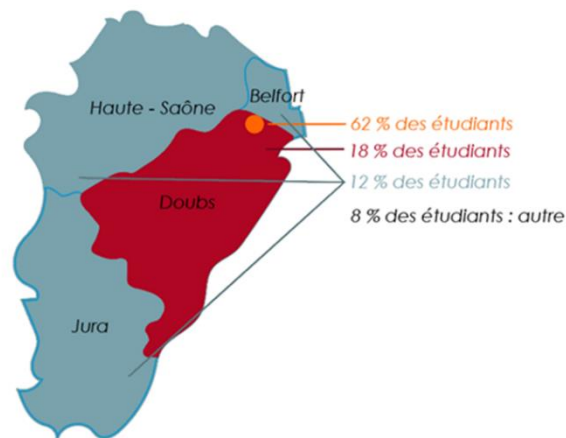 Haute - Saône
Belfort
62 % des étudiants
18 % des étudiants
12 % des étudiants
Doubs
8 % des étudiants : autre
Jura